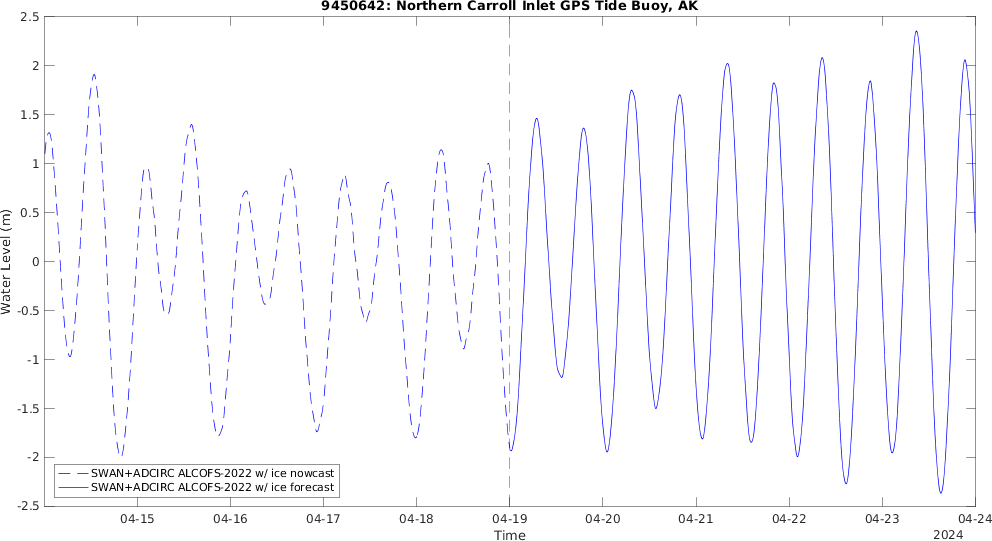 9450642: Northern Carroll Inlet GPS Tide Buoy, AK
2.5
2
1.5
1
0.5
0
-0.5
-1
-1.5
-2
-2.5
Water Level (m)
SWAN+ADCIRC ALCOFS-2022 w/ ice nowcast
SWAN+ADCIRC ALCOFS-2022 w/ ice forecast
04-15 04-16 04-17 04-18 04-19 04-20 04-21 04-22 04-23 04-24
Time
2024